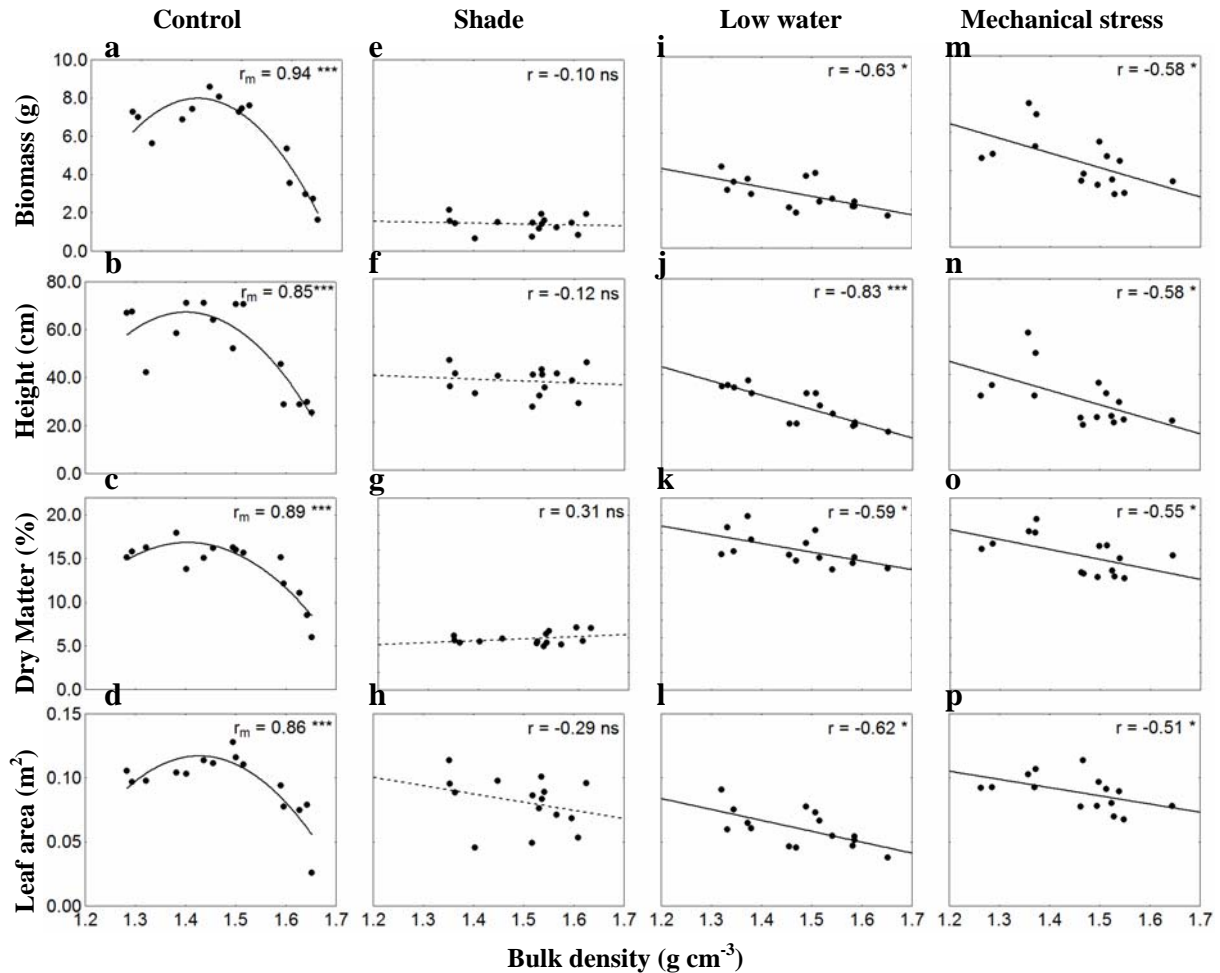 Control Shade Low water Mechanical stress
a e i m
Biomass (g)
10.0
8.0
6.0
4.0
2.0
0.0
rm = 0.94 ***
r = -0.10 ns
r = -0.63 *
r = -0.58 *
b f j n
Height (cm)
80.0
60.0
40.0
20.0
0.0
rm = 0.85***
r = -0.12 ns
r = -0.83 ***
r = -0.58 *
c g k o
Dry Matter (%)
20.0
15.0
10.0
5.0
0.0
rm = 0.89 ***
r = 0.31 ns
r = -0.59 *
r = -0.55 *
d h l p
Leaf area (m²)
0.15
0.10
0.05
0.00
rm = 0.86 ***
r = -0.29 ns
r = -0.62 *
r = -0.51 *
1.2 1.3 1.4 1.5 1.6 1.7 1.2 1.3 1.4 1.5 1.6 1.7 1.2 1.3 1.4 1.5 1.6 1.7 1.2 1.3 1.4 1.5 1.6 1.7
Bulk density (g cm⁻³)